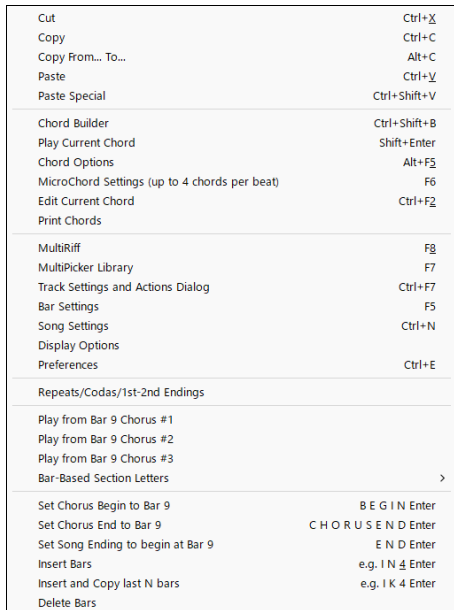 Cut Ctrl+X
Copy Ctrl+C
Copy From... To... Alt+C
Paste Ctrl+V
Paste Special Ctrl+Shift+V
Chord Builder Ctrl+Shift+B
Play Current Chord Shift+Enter
Chord Options Alt+F5
MicroChord Settings (up to 4 chords per beat) F6
Edit Current Chord Ctrl+F2
Print Chords
MultiRiff F8
MultiPicker Library F7
Track Settings and Actions Dialog Ctrl+F7
Bar Settings F5
Song Settings Ctrl+N
Display Options
Preferences Ctrl+E
Repeats/Codas/1st-2nd Endings
Play from Bar 9 Chorus #1
Play from Bar 9 Chorus #2
Play from Bar 9 Chorus #3
Bar-Based Section Letters
Set Chorus Begin to Bar 9 B E G I N Enter
Set Chorus End to Bar 9 C H O R U S E N D Enter
Set Song Ending to begin at Bar 9 E N D Enter
Insert Bars e.g. I N 4 Enter
Insert and Copy last N bars e.g. I K 4 Enter
Delete Bars